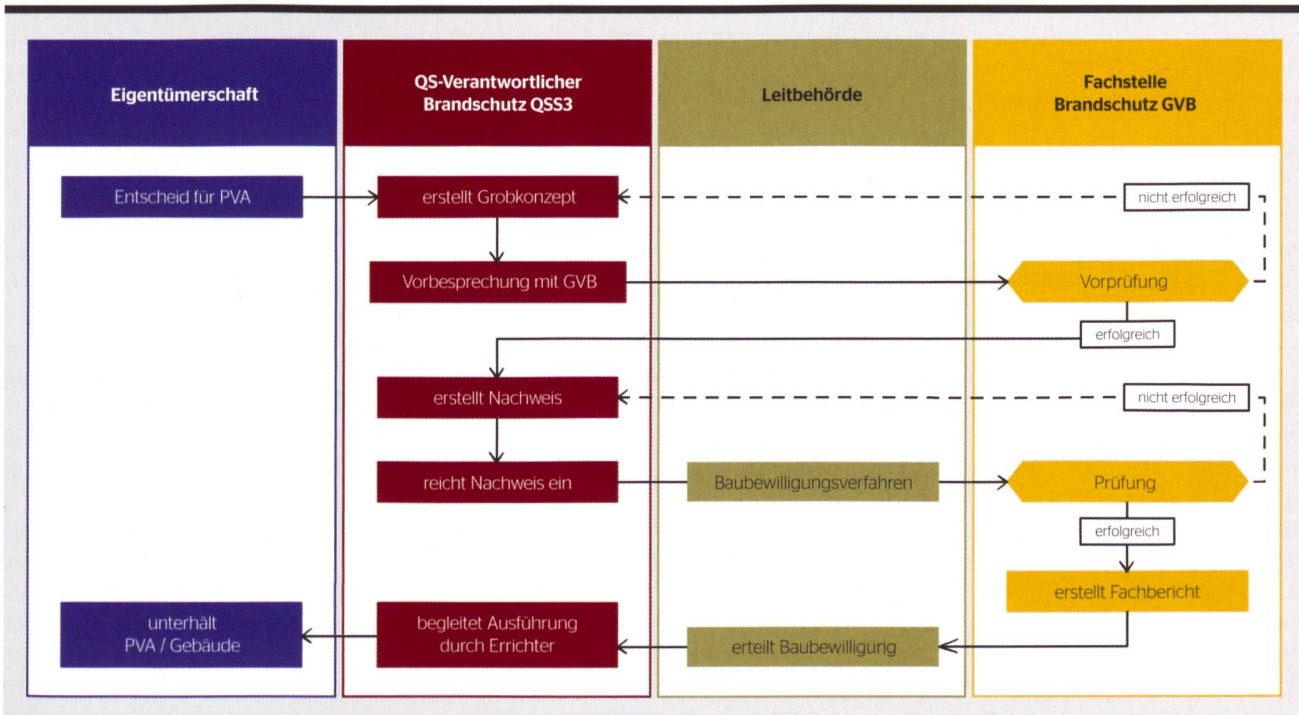 Eigentümerschaft
QS-Verantwortlicher
Brandschutz QSS3
Leitbehörde
Fachstelle
Brandschutz GVB
Entscheid für PVA
erstellt Grobkonzept
nicht erfolgreich
Vorbesprechung mit GVB
Vorprüfung
erfolgreich
erstellt Nachweis
nicht erfolgreich
reicht Nachweis ein
Baubewilligungsverfahren
Prüfung
erfolgreich
erstellt Fachbericht
unterhält
PVA / Gebäude
begleitet Ausführung
durch Errichter
erteilt Baubewilligung